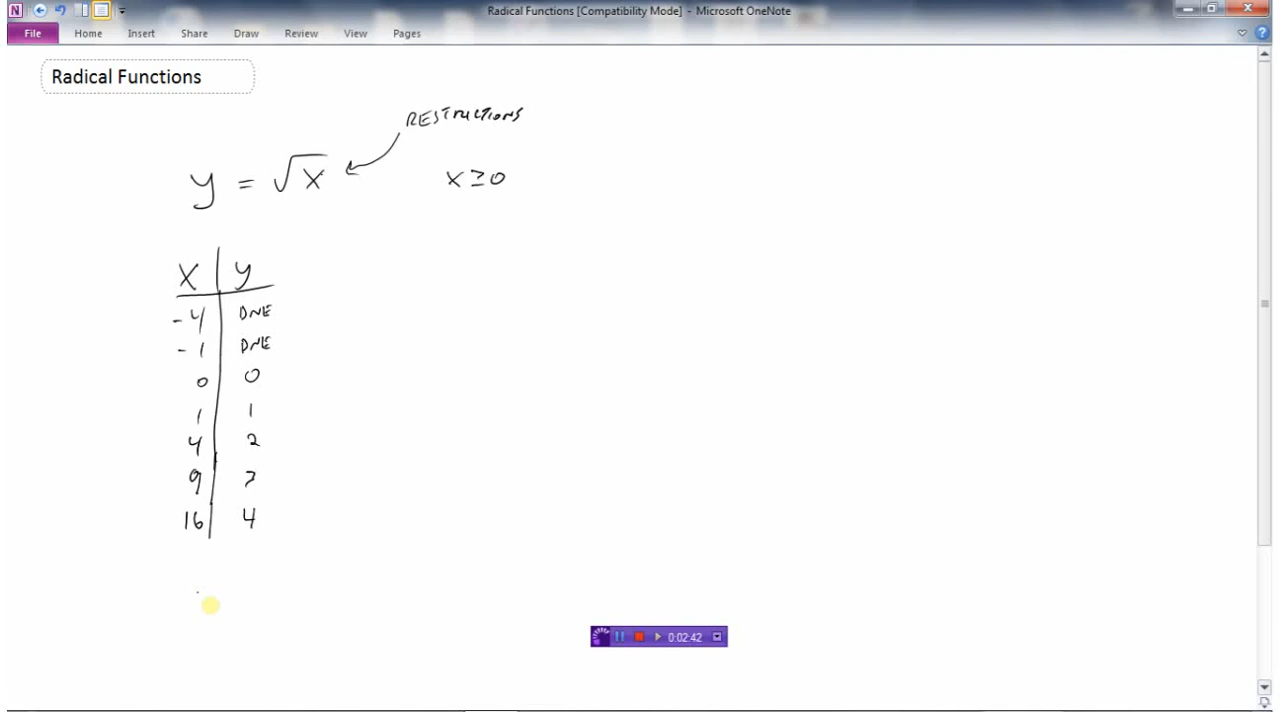 Radical Functions [Compatibility Mode] - Microsoft OneNote
File Home Insert Share Draw Review View Pages
Radical Functions
RESTRICTIONS
y = √x
x ≥ 0
x y
-4 DNE
-1 DNE
0 0
1 1
4 2
9 3
16 4
0:02:42